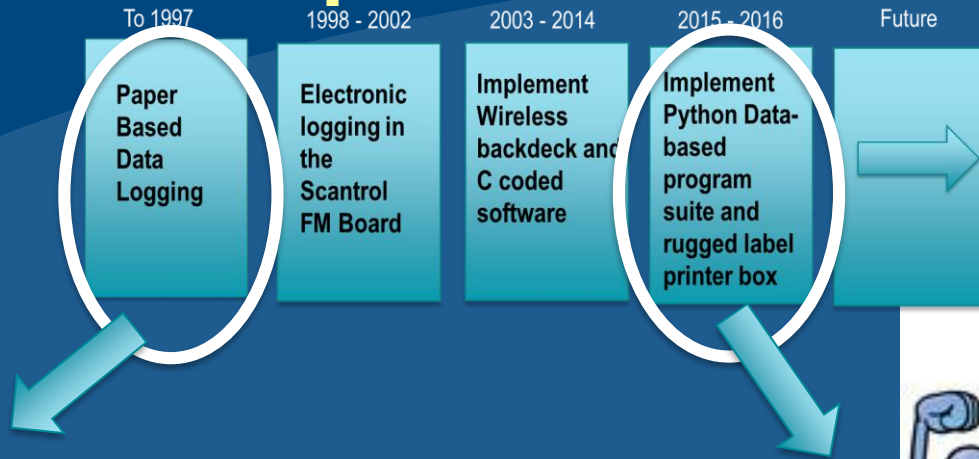 To 1997
Paper
Based
Data
Logging
1998 - 2002
Electronic
logging in
the
Scantrol
FM Board
2003 - 2014
Implement
Wireless
backdeck and
C coded
software
2015 - 2016
Implement
Python Data-
based
program
suite and
rugged label
printer box
Future